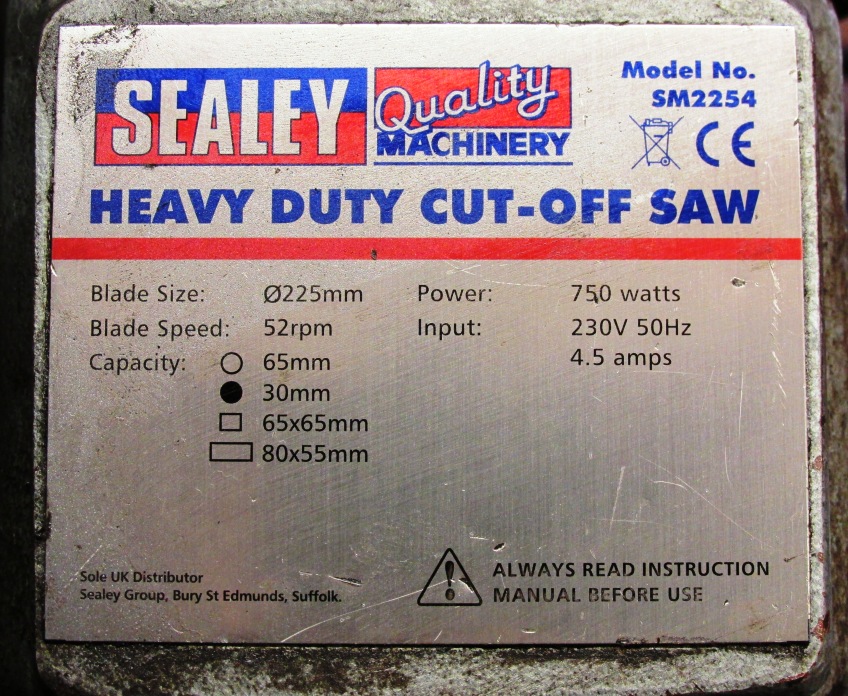 SEALEY Quality
MACHINERY
Model No.
SM2254
CE
HEAVY DUTY CUT-OFF SAW
Blade Size: Ø225mm Power: 750 watts
Blade Speed: 52rpm Input: 230V 50Hz
Capacity: 65mm 4.5 amps
30mm
65x65mm
80x55mm
Sole UK Distributor
Sealey Group, Bury St Edmunds, Suffolk.
ALWAYS READ INSTRUCTION
MANUAL BEFORE USE